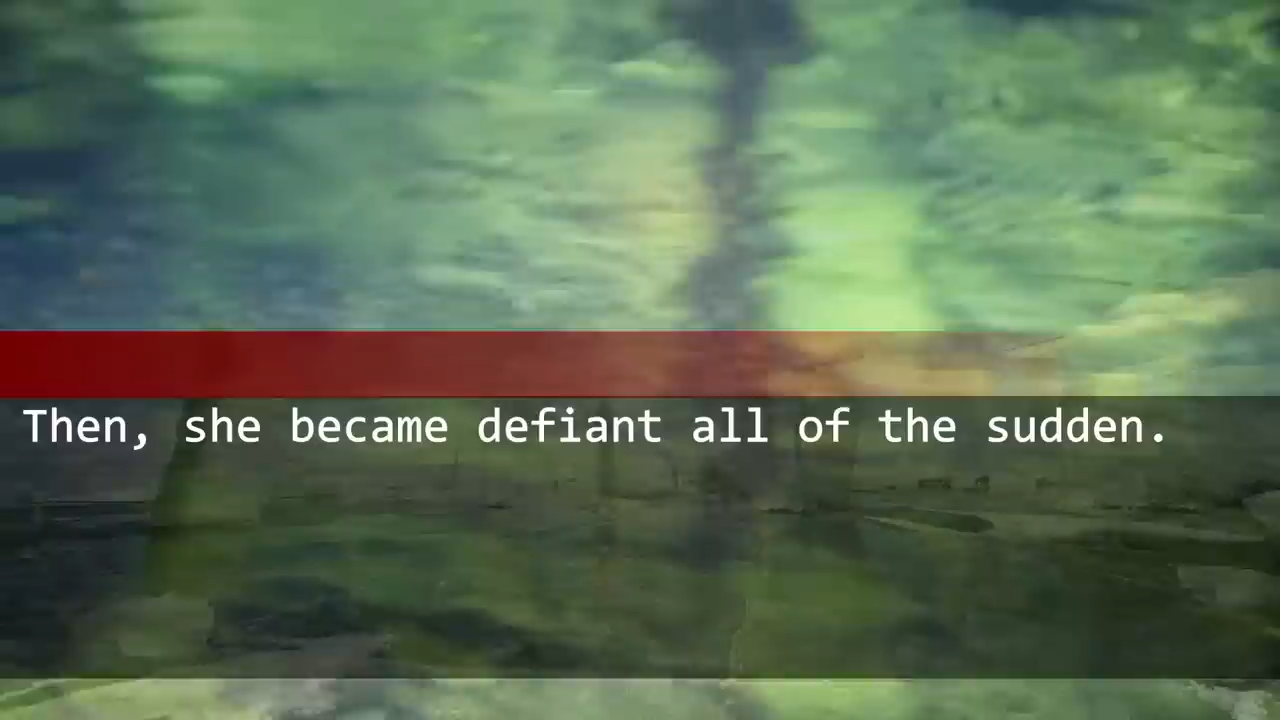 Then, she became defiant all of the sudden.